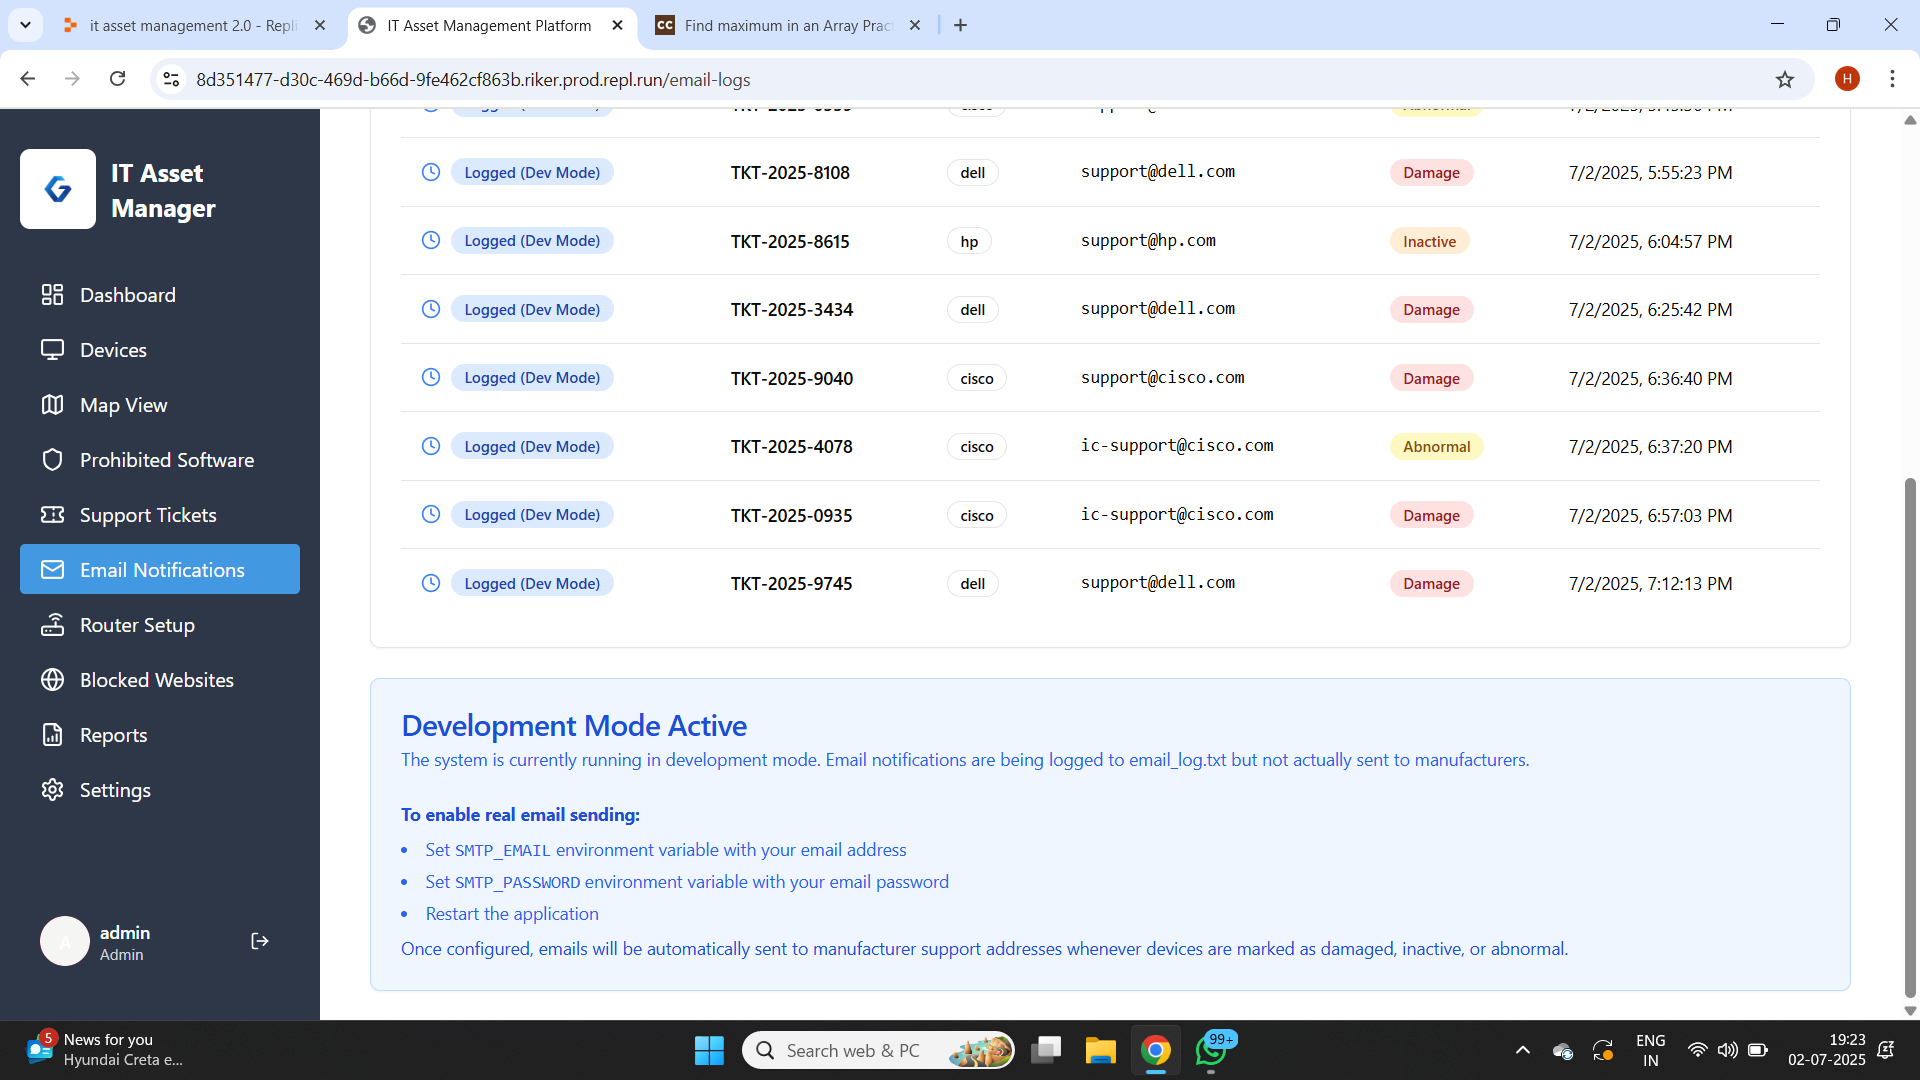 it asset management 2.0 - Repli
IT Asset Management Platform
CC Find maximum in an Array Prac
8d351477-d30c-469d-b66d-9fe462cf863b.riker.prod.repl.run/email-logs
H
IT Asset
Manager
Dashboard
Devices
Map View
Prohibited Software
Support Tickets
Email Notifications
Router Setup
Blocked Websites
Reports
Settings
A
admin
Admin
Logged (Dev Mode) TKT-2025-8108 dell support@dell.com Damage 7/2/2025, 5:55:23 PM
Logged (Dev Mode) TKT-2025-8615 hp support@hp.com Inactive 7/2/2025, 6:04:57 PM
Logged (Dev Mode) TKT-2025-3434 dell support@dell.com Damage 7/2/2025, 6:25:42 PM
Logged (Dev Mode) TKT-2025-9040 cisco support@cisco.com Damage 7/2/2025, 6:36:40 PM
Logged (Dev Mode) TKT-2025-4078 cisco ic-support@cisco.com Abnormal 7/2/2025, 6:37:20 PM
Logged (Dev Mode) TKT-2025-0935 cisco ic-support@cisco.com Damage 7/2/2025, 6:57:03 PM
Logged (Dev Mode) TKT-2025-9745 dell support@dell.com Damage 7/2/2025, 7:12:13 PM
Development Mode Active
The system is currently running in development mode. Email notifications are being logged to email_log.txt but not actually sent to manufacturers.
To enable real email sending:
• Set SMTP_EMAIL environment variable with your email address
• Set SMTP_PASSWORD environment variable with your email password
• Restart the application
Once configured, emails will be automatically sent to manufacturer support addresses whenever devices are marked as damaged, inactive, or abnormal.
5
News for you
Hyundai Creta e...
Search web & PC
99+
ENG
IN
19:23
02-07-2025